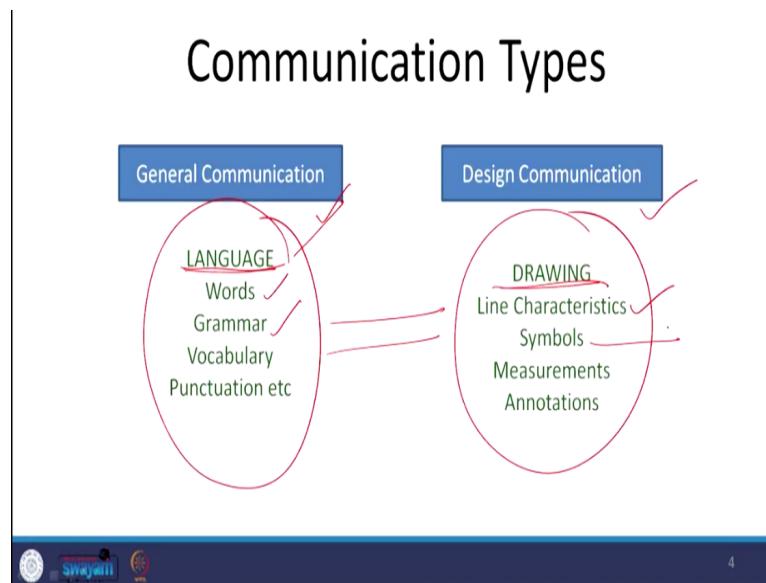 Communication Types
General Communication
LANGUAGE
Words
Grammar
Vocabulary
Punctuation etc
Design Communication
DRAWING
Line Characteristics
Symbols
Measurements
Annotations
swayam
4